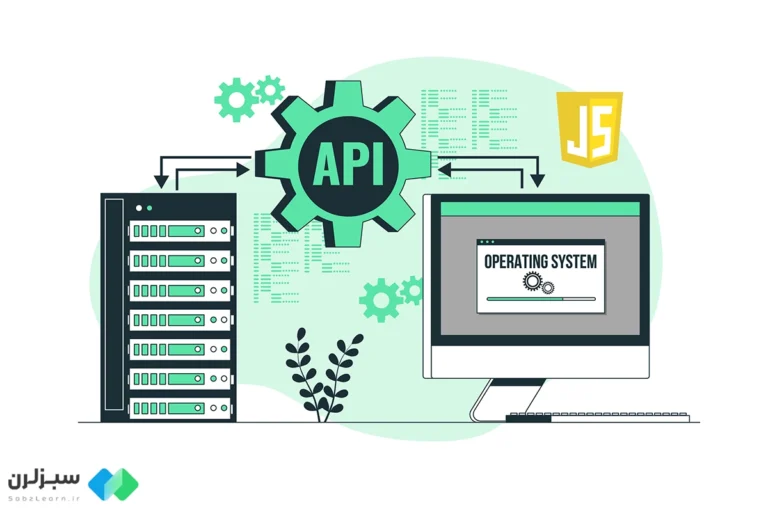 API
JS
OPERATING SYSTEM
سبزلرن
SabzLearn.ir